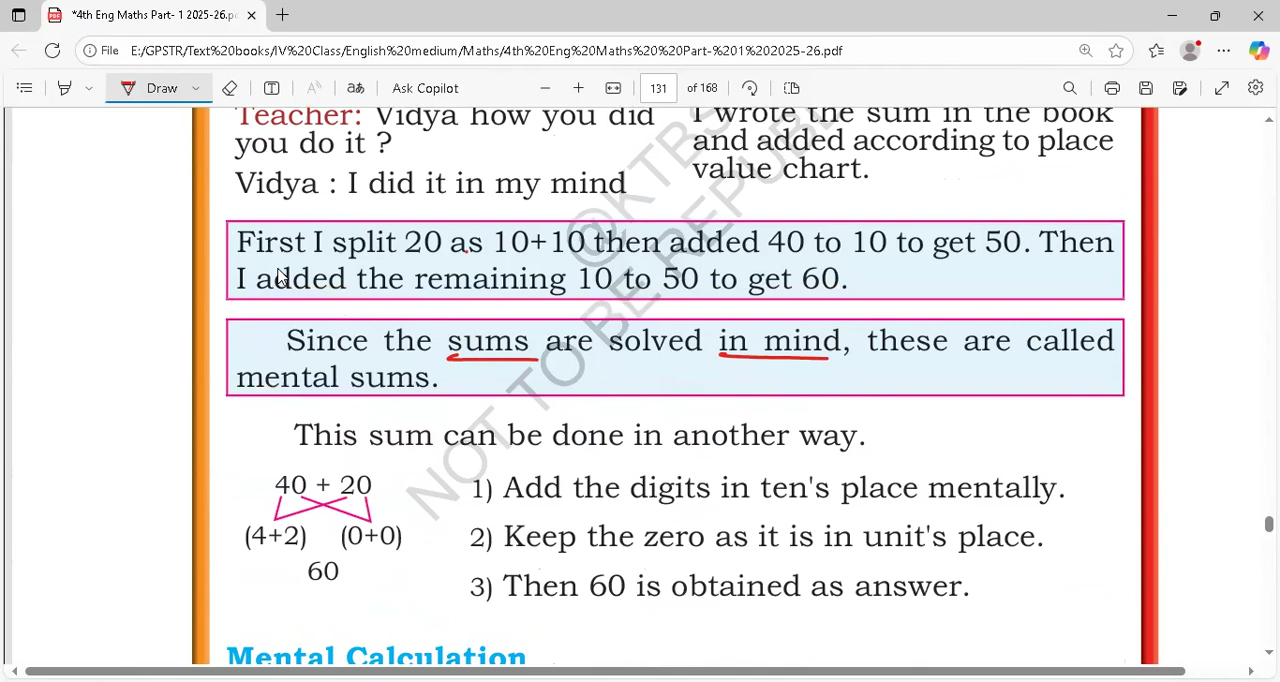 *4th Eng Maths Part- 1 2025-26.p
File E:/GPSTR/Text%20books/IV%20Class/English%20medium/Maths/4th%20Eng%20Maths%20%20Part-%201%202025-26.pdf
Draw Ask Copilot 131 of 168
Teacher: Vidya how you did
you do it ?
Vidya : I did it in my mind
I wrote the sum in the book
and added according to place
value chart.
First I split 20 as 10+10 then added 40 to 10 to get 50. Then
I added the remaining 10 to 50 to get 60.
Since the sums are solved in mind, these are called
mental sums.
This sum can be done in another way.
40 + 20
(4+2) (0+0)
60
1) Add the digits in ten's place mentally.
2) Keep the zero as it is in unit's place.
3) Then 60 is obtained as answer.
Mental Calculation
@KTBS
NOT TO BE REPUB